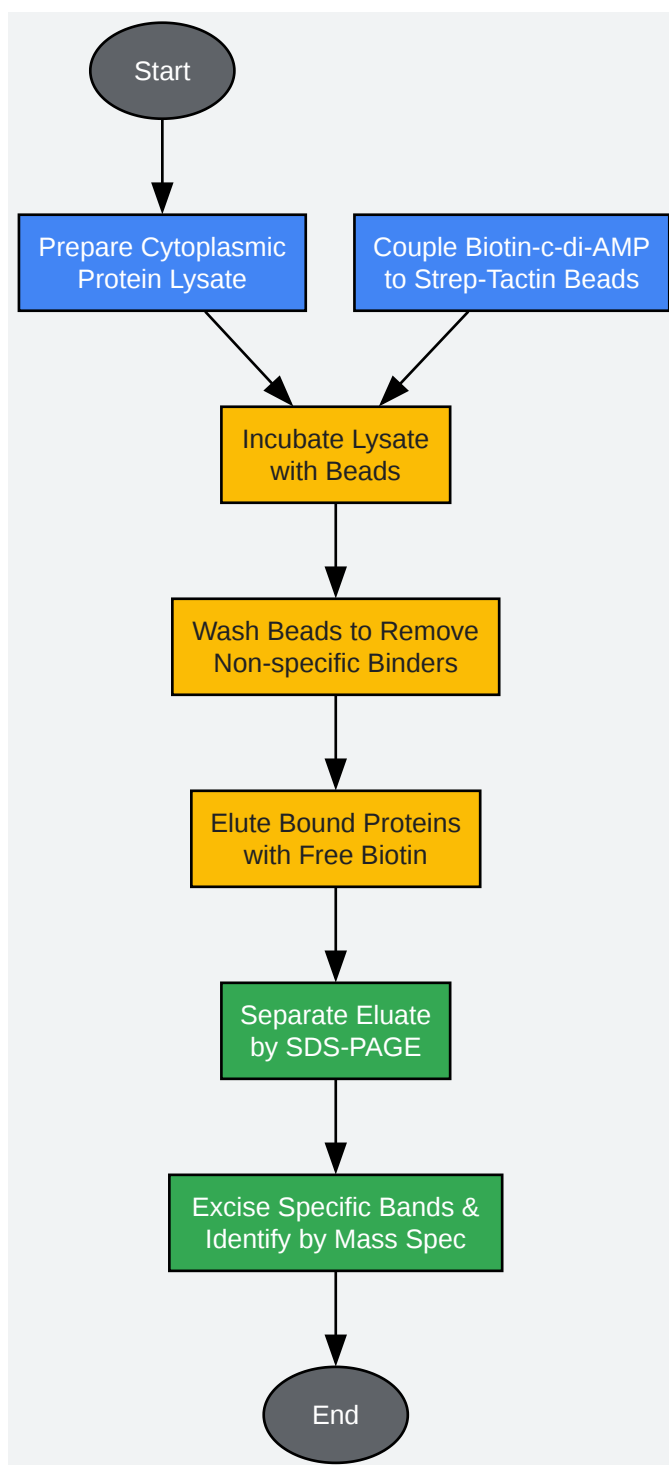 Start
Prepare Cytoplasmic
Protein Lysate
Couple Biotin-c-di-AMP
to Strep-Tactin Beads
Incubate Lysate
with Beads
Wash Beads to Remove
Non-specific Binders
Elute Bound Proteins
with Free Biotin
Separate Eluate
by SDS-PAGE
Excise Specific Bands &
Identify by Mass Spec
End